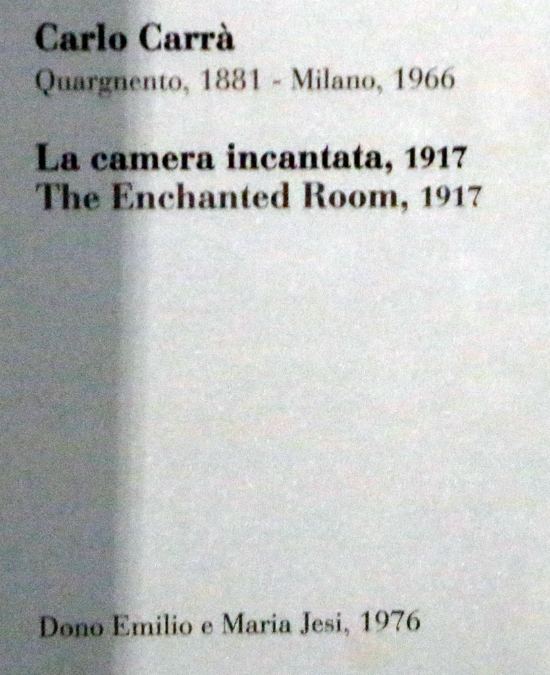 Carlo Carrà
Quargnento, 1881 - Milano, 1966
La camera incantata, 1917
The Enchanted Room, 1917
Dono Emilio e Maria Jesi, 1976